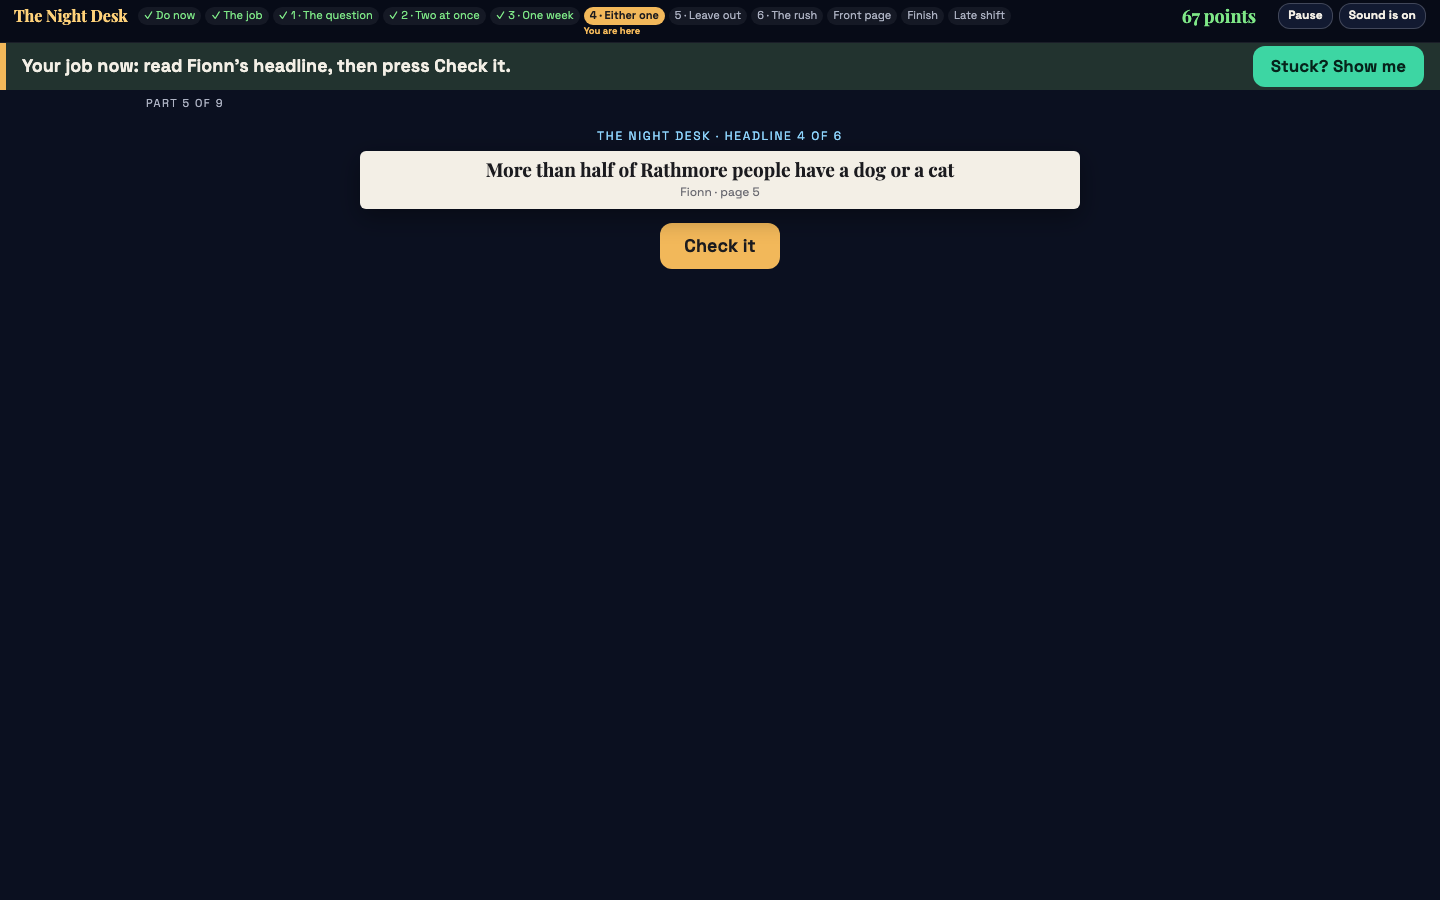 The Night Desk ✓ Do now ✓ The job ✓ 1 · The question ✓ 2 · Two at once ✓ 3 · One week 4 · Either one 5 · Leave out 6 · The rush Front page Finish Late shift 67 points Pause Sound is on
You are here
Your job now: read Fionn's headline, then press Check it. Stuck? Show me
PART 5 OF 9
THE NIGHT DESK · HEADLINE 4 OF 6
More than half of Rathmore people have a dog or a cat
Fionn · page 5
Check it